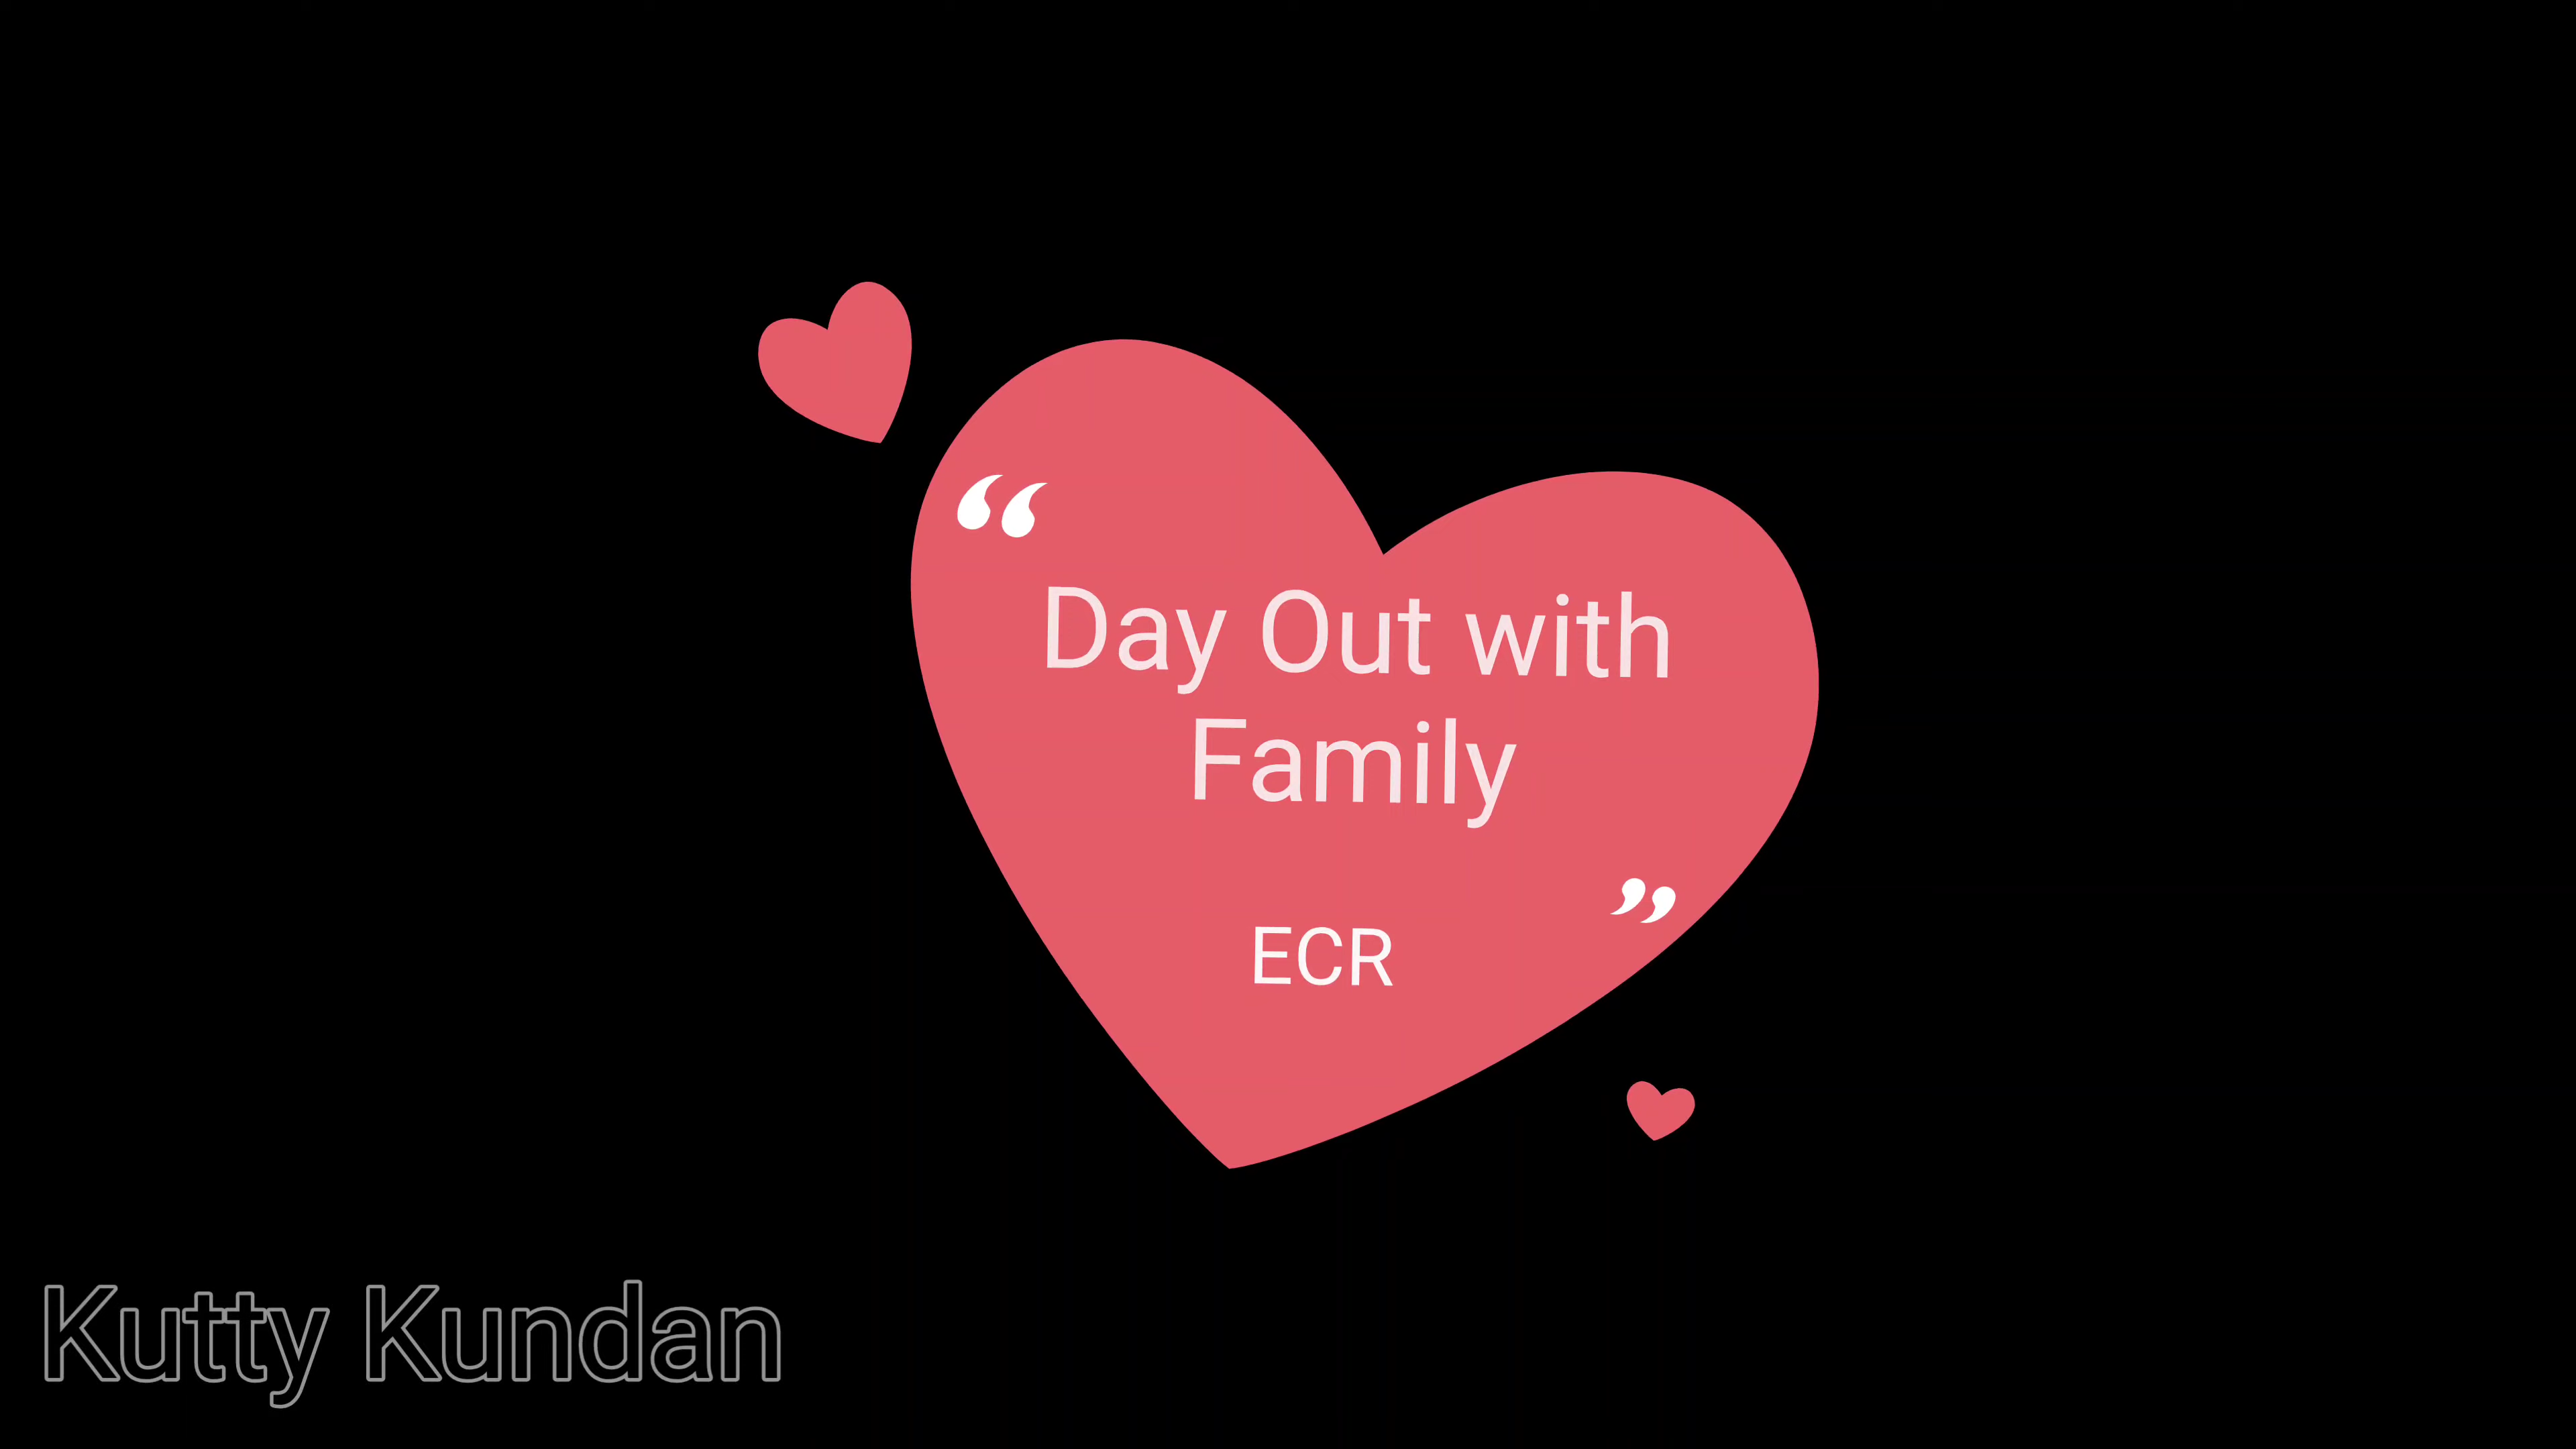 “
Day Out with
Family
”
ECR
Kutty Kundan